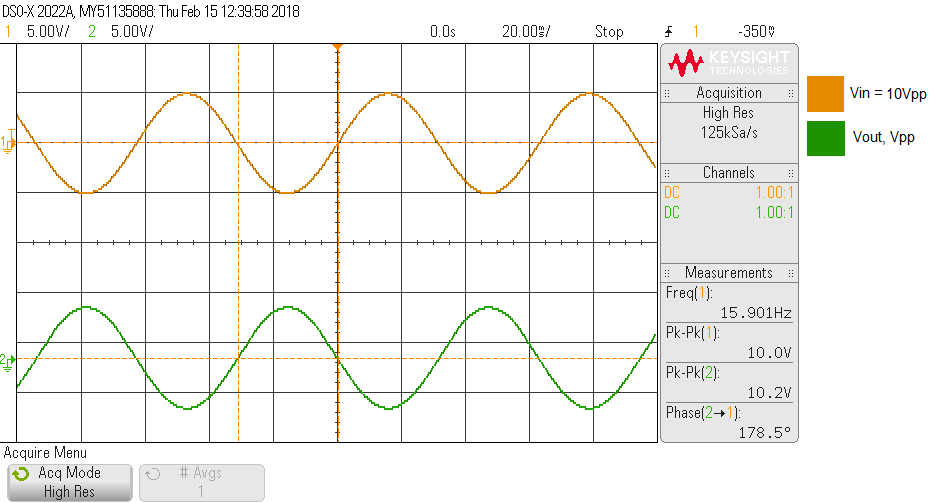 DSO-X 2022A, MY51135888: Thu Feb 15 12:39:58 2018
1 5.00V/ 2 5.00V/ 0.0s 20.00ms/ Stop 1 -350mV
KEYSIGHT
TECHNOLOGIES
Acquisition
High Res
125kSa/s
Channels
DC 1.00:1
DC 1.00:1
Measurements
Freq(1):
15.901Hz
Pk-Pk(1):
10.0V
Pk-Pk(2):
10.2V
Phase(2→1):
178.5°
Vin = 10Vpp
Vout, Vpp
1
2
Acquire Menu
Acq Mode
High Res
# Avgs
1